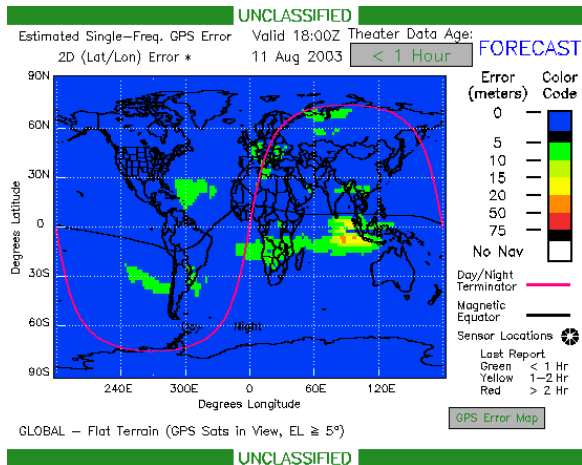 UNCLASSIFIED
Estimated Single-Freq. GPS Error Valid 18:00Z Theater Data Age:
2D (Lat/Lon) Error * 11 Aug 2003 < 1 Hour FORECAST
Error (meters) Color Code
0
5
10
15
20
50
75
No Nav
Day/Night Terminator
Magnetic Equator
Sensor Locations
Last Report
Green < 1 Hr
Yellow 1-2 Hr
Red > 2 Hr
GPS Error Map
Degrees Latitude
90N
60N
30N
0
30S
60S
90S
Day Night
240E 300E 0 60E 120E
Degrees Longitude
GLOBAL – Flat Terrain (GPS Sats in View, EL ≧ 5°)
UNCLASSIFIED